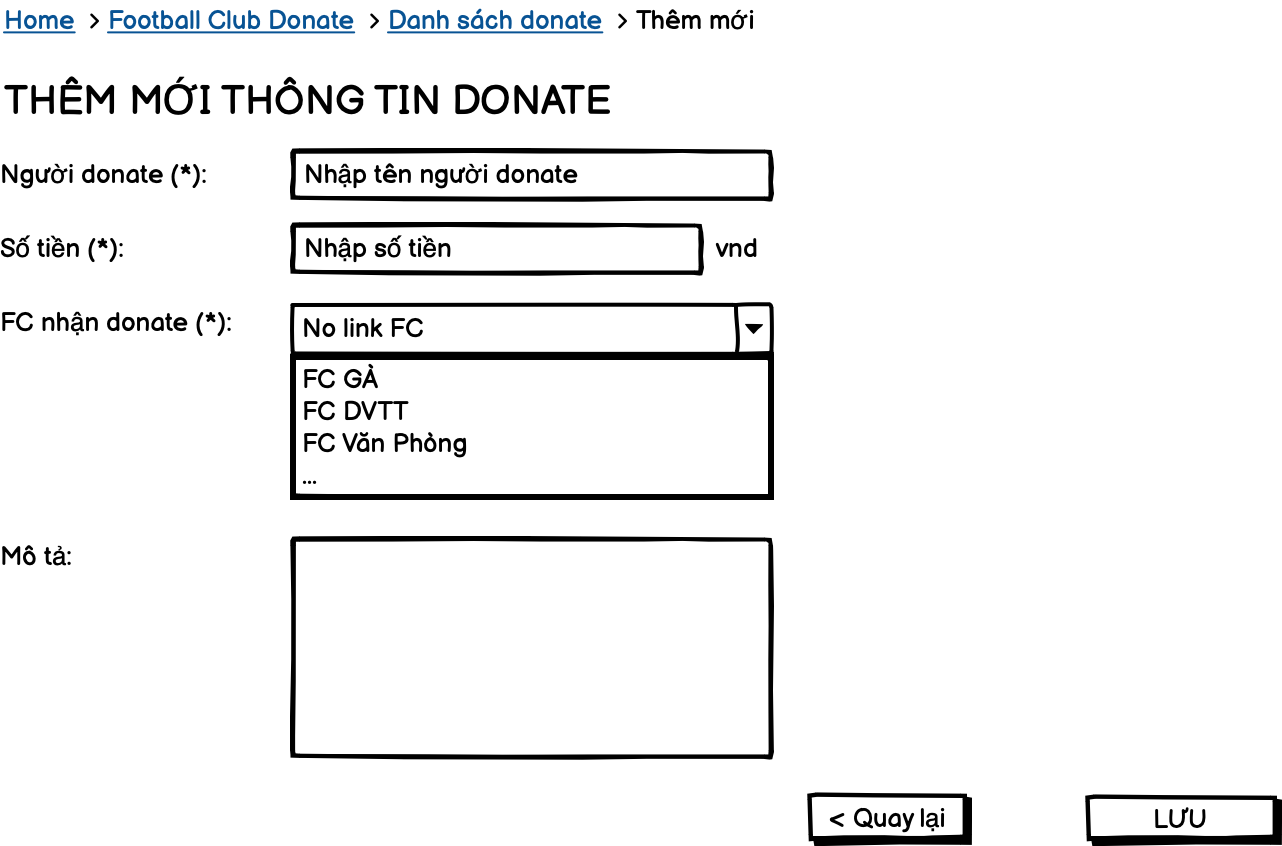 Home > Football Club Donate > Danh sách donate > Thêm mới
THÊM MỚI THÔNG TIN DONATE
Người donate (*): Nhập tên người donate
Số tiền (*): Nhập số tiền vnd
FC nhận donate (*): No link FC
FC GÀ
FC DVTT
FC Văn Phòng
...
Mô tả:
< Quay lại LƯU